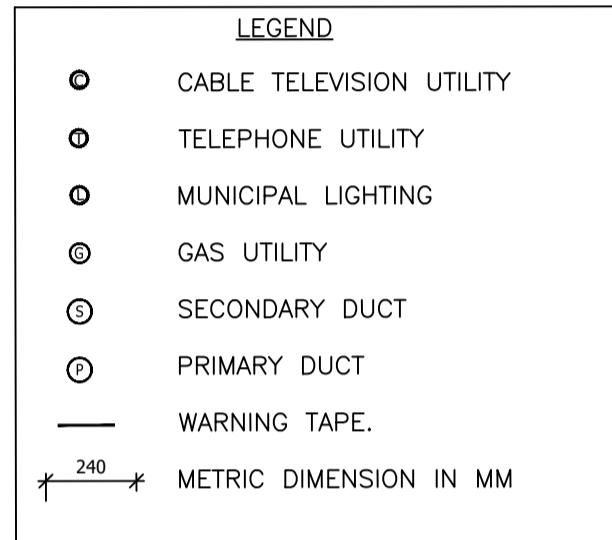 LEGEND
C CABLE TELEVISION UTILITY
T TELEPHONE UTILITY
L MUNICIPAL LIGHTING
G GAS UTILITY
S SECONDARY DUCT
P PRIMARY DUCT
WARNING TAPE.
240 METRIC DIMENSION IN MM